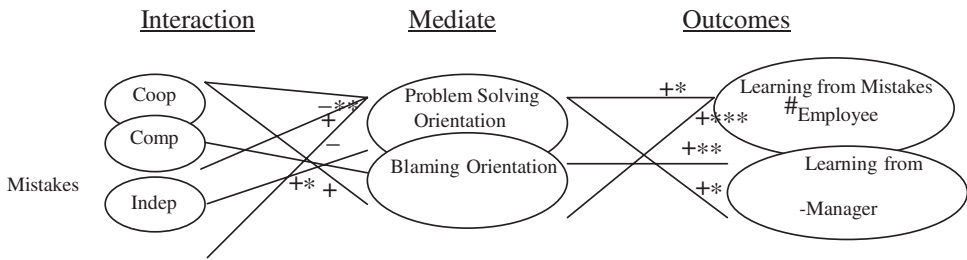 Interaction Mediate Outcomes
Coop
Comp
Indep
Mistakes
−**
+
−
+*
+
Problem Solving
Orientation
Blaming Orientation
+*
+***
+**
+*
Learning from Mistakes
#Employee
Learning from
-Manager